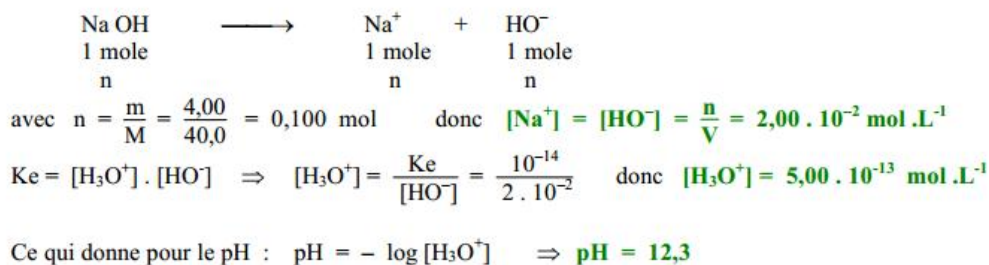 Na OH ⟶ Na⁺ + HO⁻
1 mole 1 mole 1 mole
n n n
avec n = m/M = 4,00/40,0 = 0,100 mol donc [Na⁺] = [HO⁻] = n/V = 2,00 . 10⁻² mol .L⁻¹
Ke = [H₃O⁺] . [HO⁻] ⇒ [H₃O⁺] = Ke/[HO⁻] = 10⁻¹⁴/2 . 10⁻² donc [H₃O⁺] = 5,00 . 10⁻¹³ mol .L⁻¹
Ce qui donne pour le pH : pH = − log [H₃O⁺] ⇒ pH = 12,3